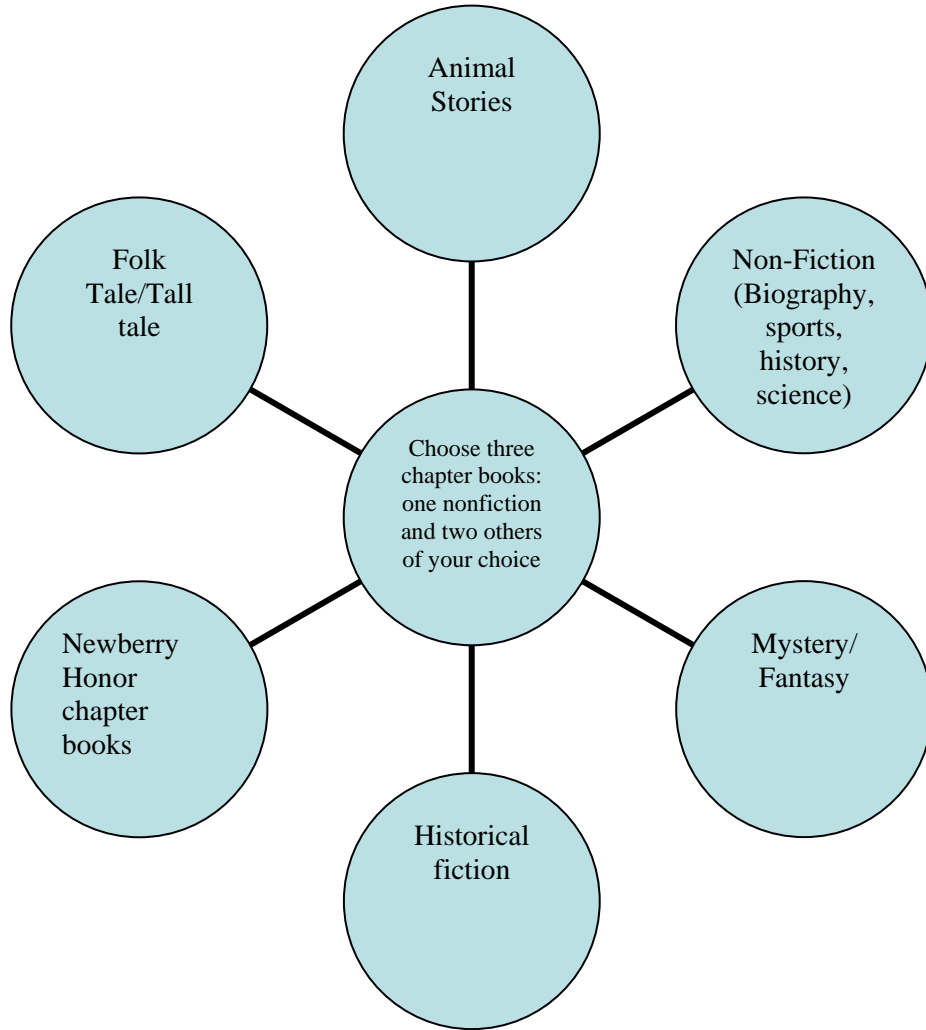 Animal
Stories
Folk
Tale/Tall
tale
Non-Fiction
(Biography,
sports,
history,
science)
Choose three
chapter books:
one nonfiction
and two others
of your choice
Newberry
Honor
chapter
books
Mystery/
Fantasy
Historical
fiction